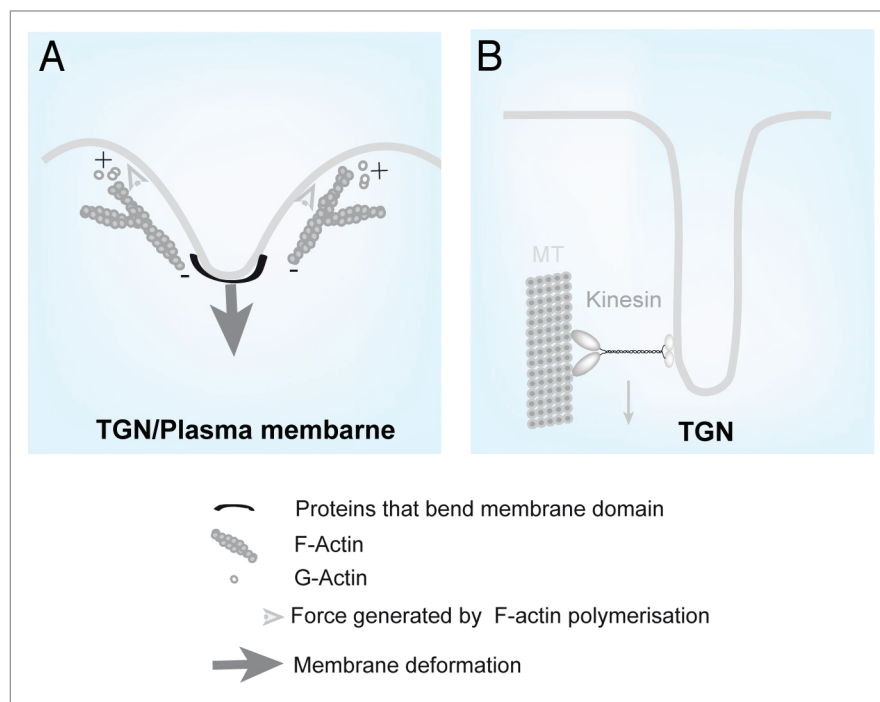 A
+
+
-
-
TGN/Plasma membarne
B
MT
Kinesin
TGN
Proteins that bend membrane domain
F-Actin
G-Actin
Force generated by F-actin polymerisation
Membrane deformation